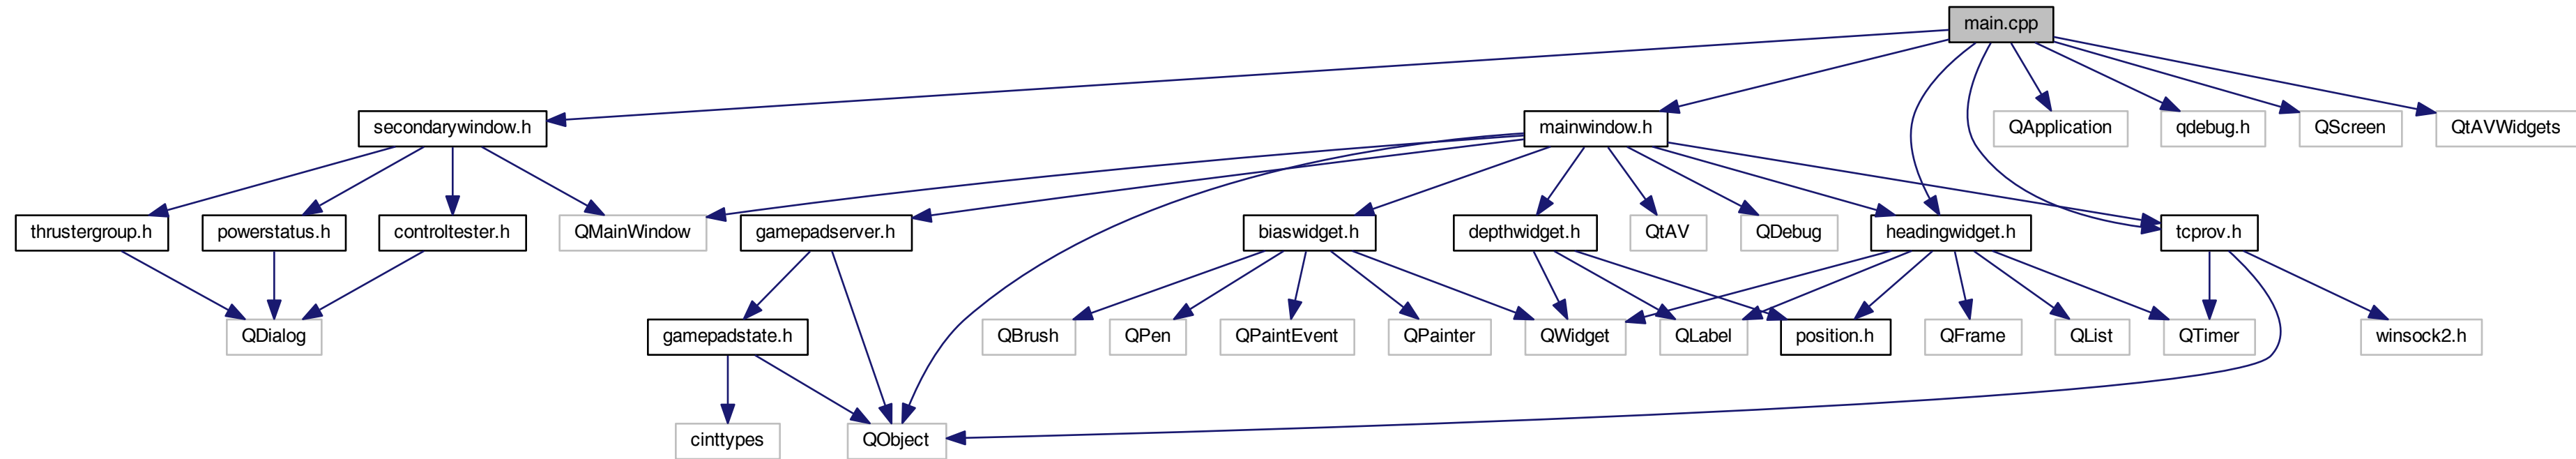 main.cpp
secondarywindow.h
mainwindow.h
QApplication
qdebug.h
QScreen
QtAVWidgets
thrustergroup.h
powerstatus.h
controltester.h
QMainWindow
gamepadserver.h
biaswidget.h
depthwidget.h
QtAV
QDebug
headingwidget.h
tcprov.h
QDialog
gamepadstate.h
QBrush
QPen
QPaintEvent
QPainter
QWidget
QLabel
position.h
QFrame
QList
QTimer
winsock2.h
cinttypes
QObject